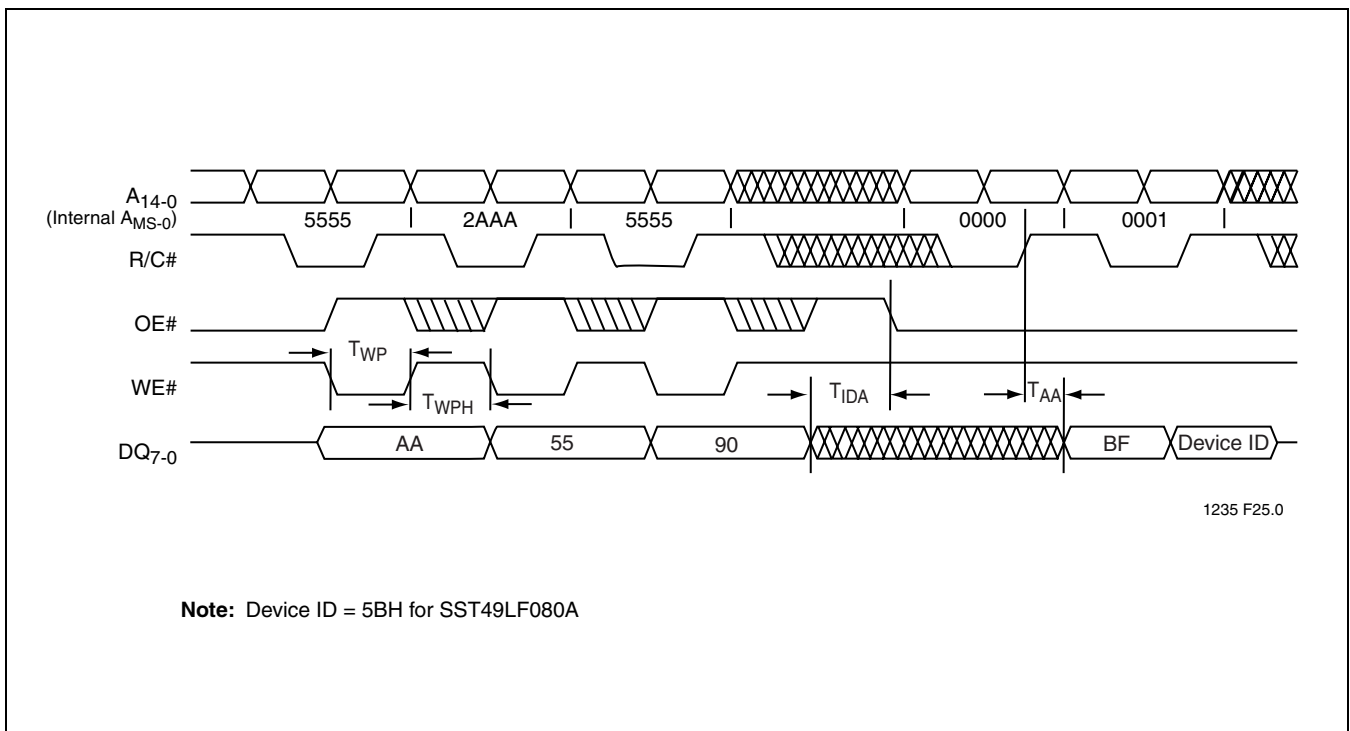 A14-0
(Internal AMS-0)
5555 | 2AAA | 5555 | | 0000 | 0001 |
R/C#
OE#
TWP
WE#
TWPH
TIDA
TAA
DQ7-0
AA 55 90 BF Device ID
1235 F25.0
Note: Device ID = 5BH for SST49LF080A